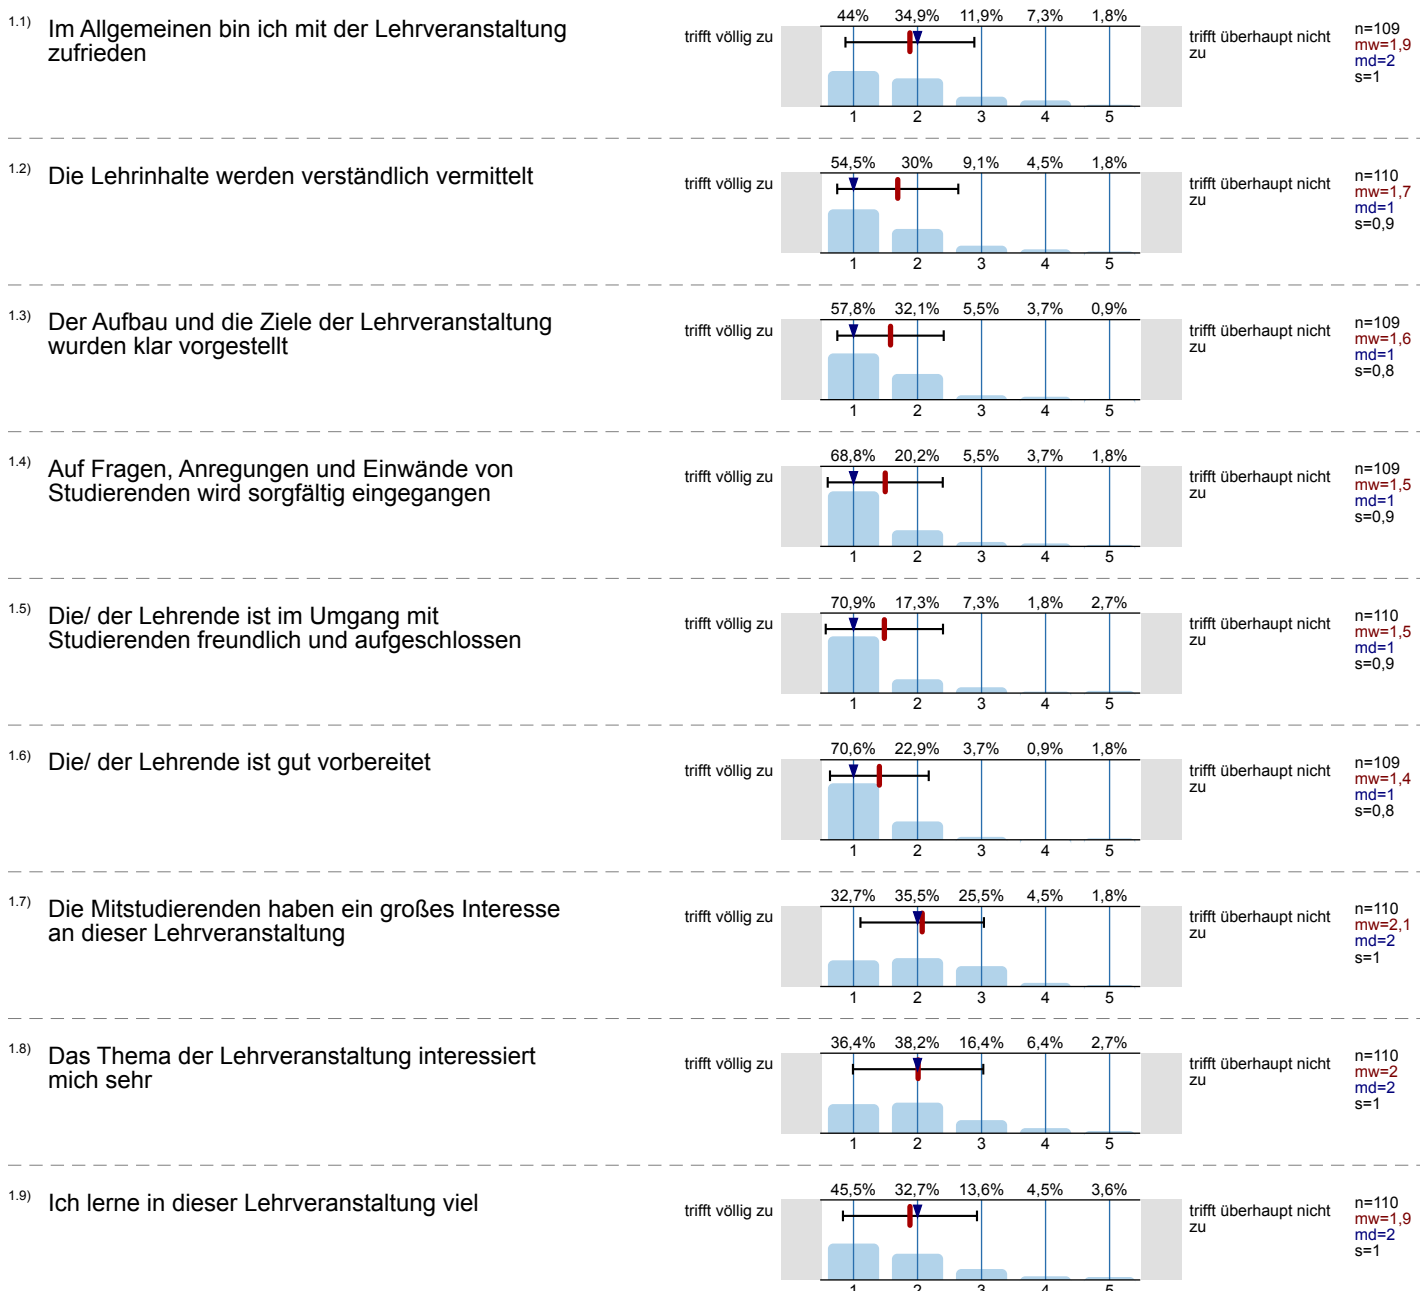 1.1) Im Allgemeinen bin ich mit der Lehrveranstaltung
zufrieden
trifft völlig zu
44% 34,9% 11,9% 7,3% 1,8%
1 2 3 4 5
trifft überhaupt nicht
zu
n=109
mw=1,9
md=2
s=1
1.2) Die Lehrinhalte werden verständlich vermittelt
trifft völlig zu
54,5% 30% 9,1% 4,5% 1,8%
1 2 3 4 5
trifft überhaupt nicht
zu
n=110
mw=1,7
md=1
s=0,9
1.3) Der Aufbau und die Ziele der Lehrveranstaltung
wurden klar vorgestellt
trifft völlig zu
57,8% 32,1% 5,5% 3,7% 0,9%
1 2 3 4 5
trifft überhaupt nicht
zu
n=109
mw=1,6
md=1
s=0,8
1.4) Auf Fragen, Anregungen und Einwände von
Studierenden wird sorgfältig eingegangen
trifft völlig zu
68,8% 20,2% 5,5% 3,7% 1,8%
1 2 3 4 5
trifft überhaupt nicht
zu
n=109
mw=1,5
md=1
s=0,9
1.5) Die/ der Lehrende ist im Umgang mit
Studierenden freundlich und aufgeschlossen
trifft völlig zu
70,9% 17,3% 7,3% 1,8% 2,7%
1 2 3 4 5
trifft überhaupt nicht
zu
n=110
mw=1,5
md=1
s=0,9
1.6) Die/ der Lehrende ist gut vorbereitet
trifft völlig zu
70,6% 22,9% 3,7% 0,9% 1,8%
1 2 3 4 5
trifft überhaupt nicht
zu
n=109
mw=1,4
md=1
s=0,8
1.7) Die Mitstudierenden haben ein großes Interesse
an dieser Lehrveranstaltung
trifft völlig zu
32,7% 35,5% 25,5% 4,5% 1,8%
1 2 3 4 5
trifft überhaupt nicht
zu
n=110
mw=2,1
md=2
s=1
1.8) Das Thema der Lehrveranstaltung interessiert
mich sehr
trifft völlig zu
36,4% 38,2% 16,4% 6,4% 2,7%
1 2 3 4 5
trifft überhaupt nicht
zu
n=110
mw=2
md=2
s=1
1.9) Ich lerne in dieser Lehrveranstaltung viel
trifft völlig zu
45,5% 32,7% 13,6% 4,5% 3,6%
1 2 3 4 5
trifft überhaupt nicht
zu
n=110
mw=1,9
md=2
s=1